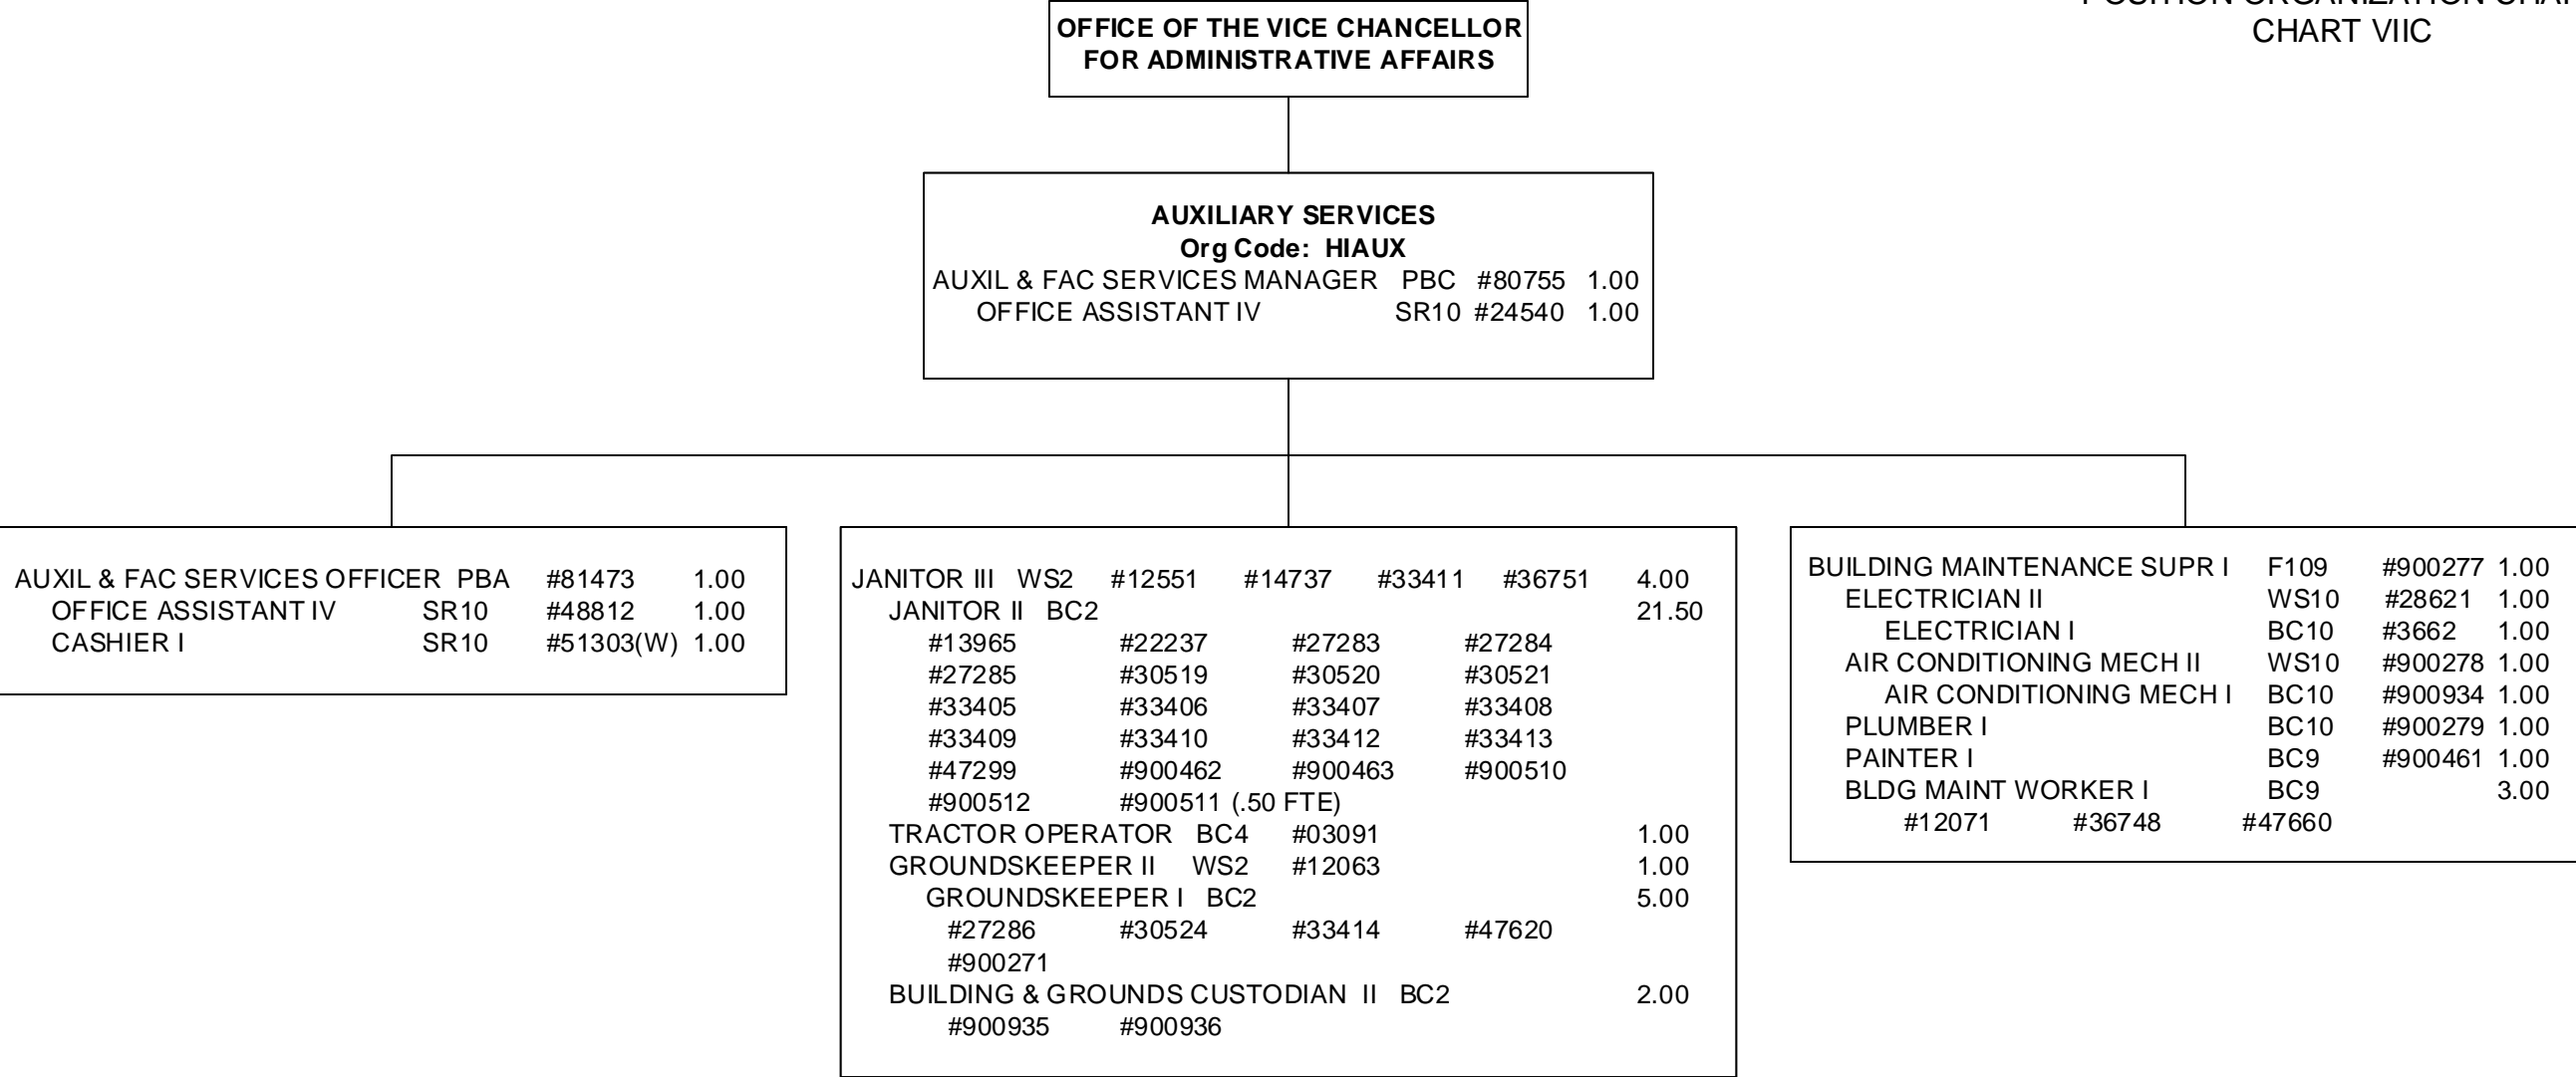 CHART VIIC
OFFICE OF THE VICE CHANCELLOR
FOR ADMINISTRATIVE AFFAIRS
AUXILIARY SERVICES
Org Code: HIAUX
AUXIL & FAC SERVICES MANAGER PBC #80755 1.00
OFFICE ASSISTANT IV SR10 #24540 1.00
AUXIL & FAC SERVICES OFFICER PBA #81473 1.00
OFFICE ASSISTANT IV SR10 #48812 1.00
CASHIER I SR10 #51303(W) 1.00
JANITOR III WS2 #12551 #14737 #33411 #36751 4.00
JANITOR II BC2 21.50
#13965 #22237 #27283 #27284
#27285 #30519 #30520 #30521
#33405 #33406 #33407 #33408
#33409 #33410 #33412 #33413
#47299 #900462 #900463 #900510
#900512 #900511 (.50 FTE)
TRACTOR OPERATOR BC4 #03091 1.00
GROUNDSKEEPER II WS2 #12063 1.00
GROUNDSKEEPER I BC2 5.00
#27286 #30524 #33414 #47620
#900271
BUILDING & GROUNDS CUSTODIAN II BC2 2.00
#900935 #900936
BUILDING MAINTENANCE SUPR I F109 #900277 1.00
ELECTRICIAN II WS10 #28621 1.00
ELECTRICIAN I BC10 #3662 1.00
AIR CONDITIONING MECH II WS10 #900278 1.00
AIR CONDITIONING MECH I BC10 #900934 1.00
PLUMBER I BC10 #900279 1.00
PAINTER I BC9 #900461 1.00
BLDG MAINT WORKER I BC9 3.00
#12071 #36748 #47660